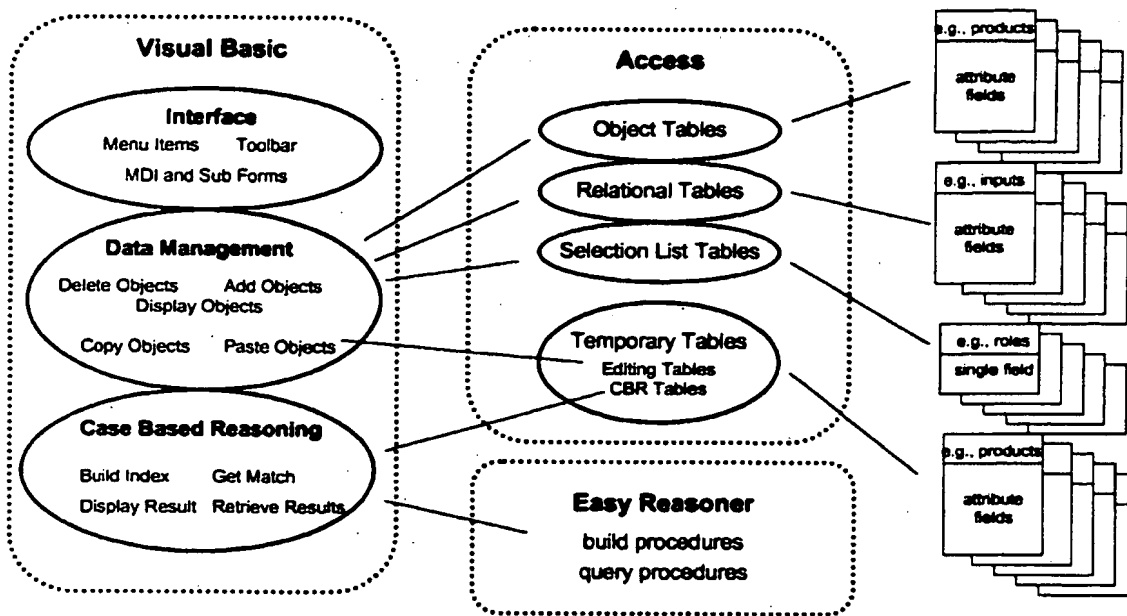 Visual Basic
Interface
Menu Items Toolbar
MDI and Sub Forms
Data Management
Delete Objects Add Objects
Display Objects
Copy Objects Paste Objects
Case Based Reasoning
Build Index Get Match
Display Result Retrieve Results
Access
Object Tables
Relational Tables
Selection List Tables
Temporary Tables
Editing Tables
CBR Tables
Easy Reasoner
build procedures
query procedures
e.g., products
attribute
fields
e.g., inputs
attribute
fields
e.g., roles
single field
e.g., products
attribute
fields